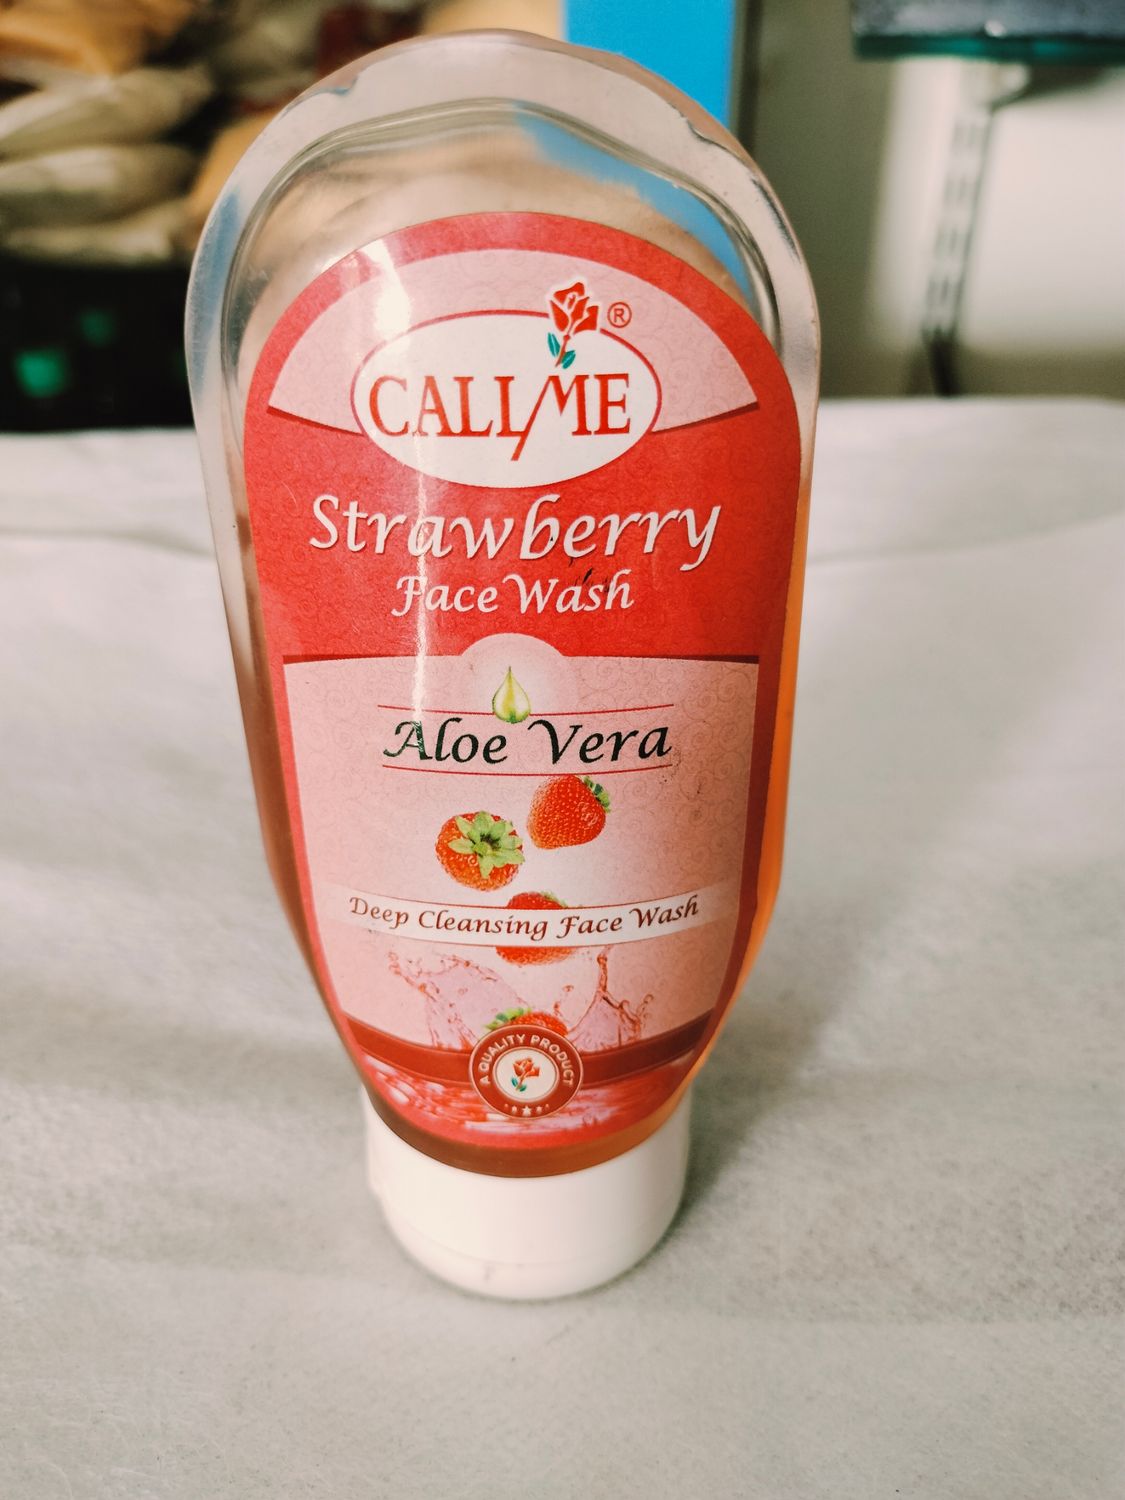 CALLME ®
Strawberry
Face Wash
Aloe Vera
Deep Cleansing Face Wash
A QUALITY PRODUCT